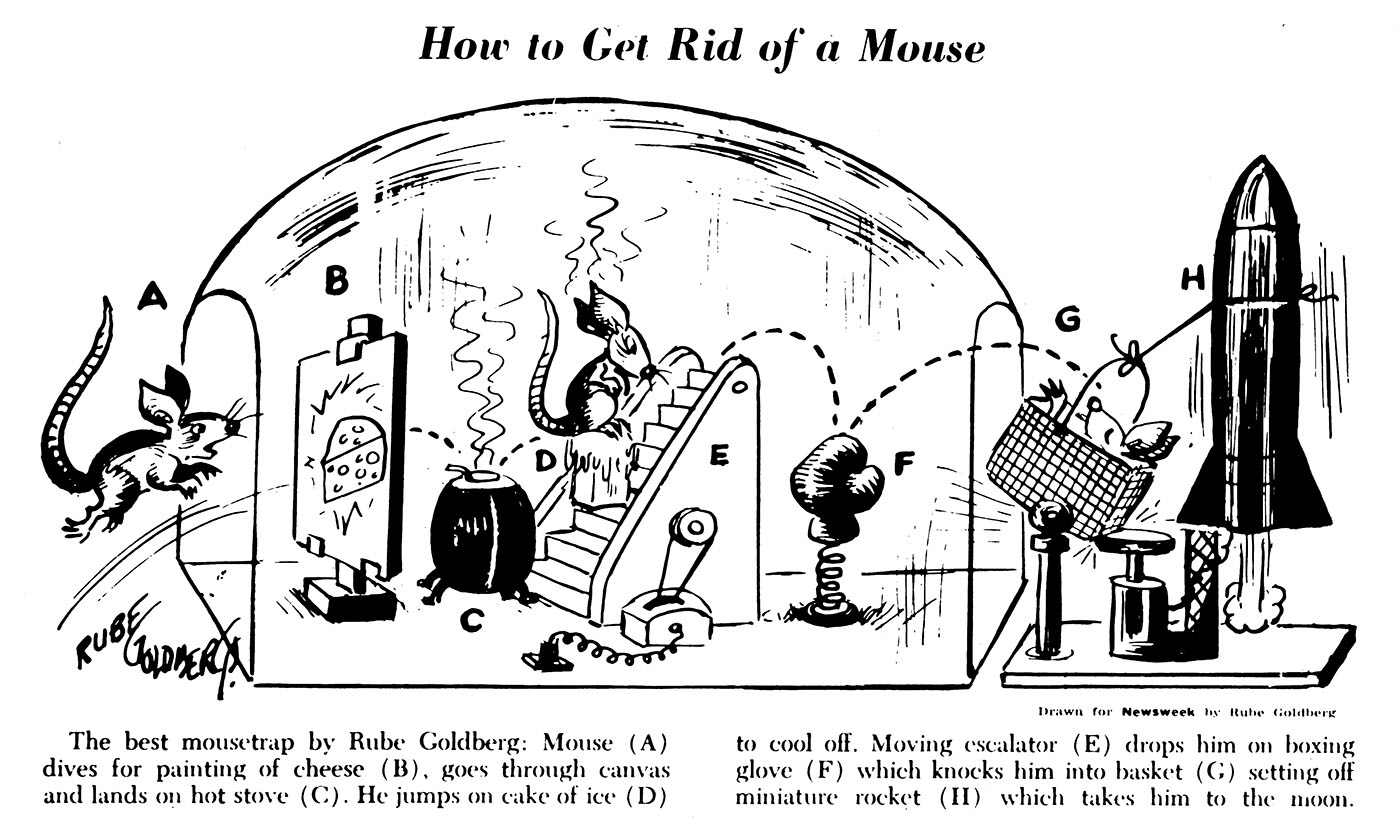 How to Get Rid of a Mouse
A
B
C
D
E
F
G
H
RUBE
GOLDBERG
Drawn for Newsweek by Rube Goldberg
The best mousetrap by Rube Goldberg: Mouse (A)
dives for painting of cheese (B), goes through canvas
and lands on hot stove (C). He jumps on cake of ice (D)
to cool off. Moving escalator (E) drops him on boxing
glove (F) which knocks him into basket (G) setting off
miniature rocket (H) which takes him to the moon.